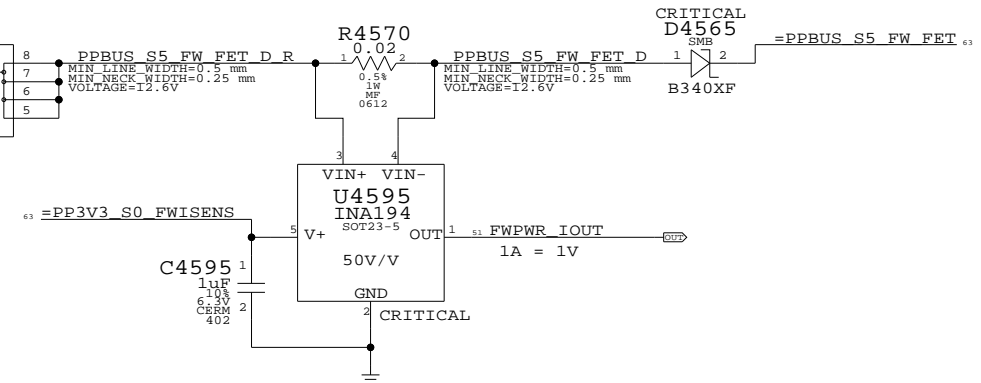 CRITICAL
D4565
SMB
1 2
B340XF
=PPBUS_S5_FW_FET 63
R4570
0.02
1 2
0.5%
1W
MF
0612
8
7
6
5
PPBUS_S5_FW_FET_D_R
MIN_LINE_WIDTH=0.5 mm
MIN_NECK_WIDTH=0.25 mm
VOLTAGE=12.6V
PPBUS_S5_FW_FET_D
MIN_LINE_WIDTH=0.5 mm
MIN_NECK_WIDTH=0.25 mm
VOLTAGE=12.6V
3 4
VIN+ VIN-
U4595
INA194
SOT23-5
63 =PP3V3_S0_FWISENS
5 V+
OUT 1
51 FWPWR_IOUT
OUT
1A = 1V
50V/V
GND
2
CRITICAL
C4595
1uF
10%
6.3V
CERM
402
1
2